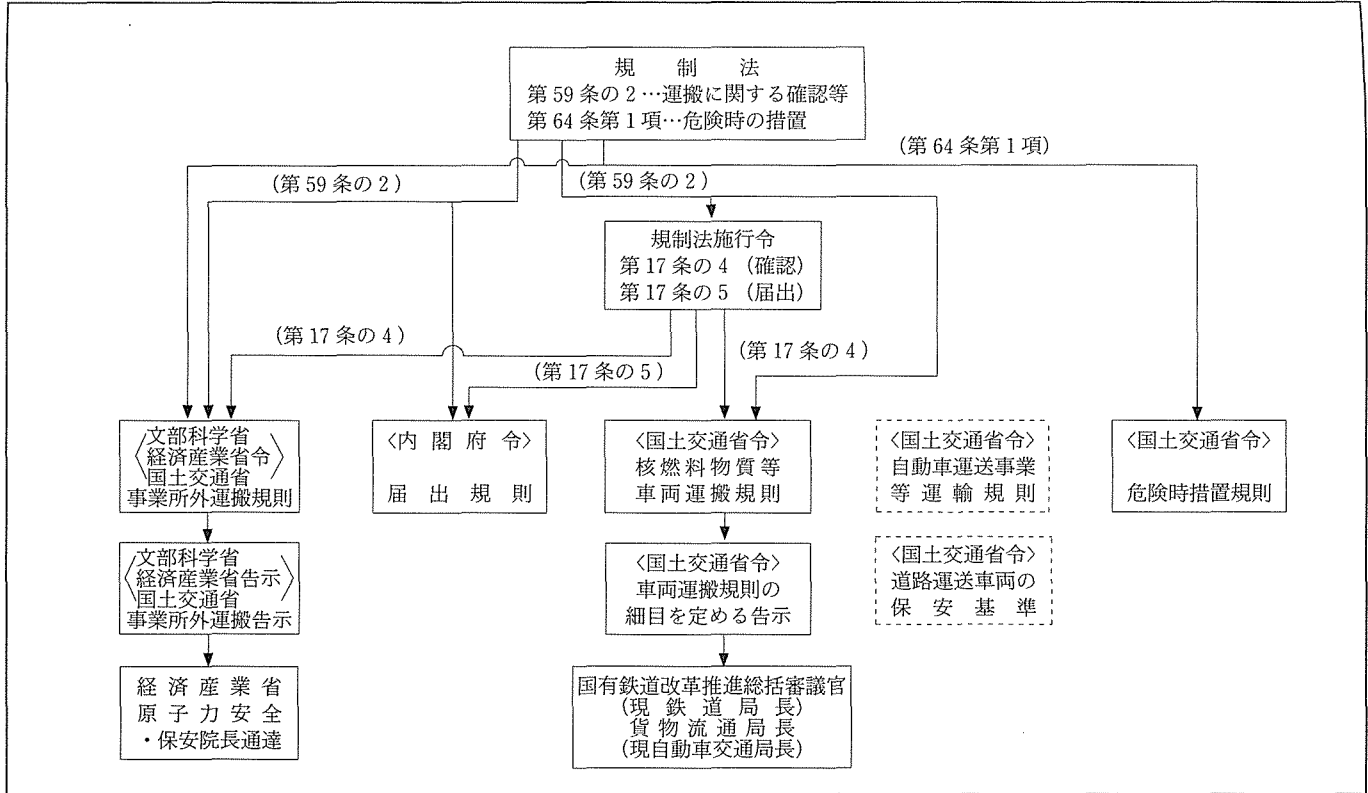 規制法
第59条の2…運搬に関する確認等
第64条第1項…危険時の措置
(第64条第1項)
(第59条の2)
(第59条の2)
規制法施行令
第17条の4(確認)
第17条の5(届出)
(第17条の4)
(第17条の4)
(第17条の5)
文部科学省
〈経済産業省令〉
国土交通省
事業所外運搬規則
〈内閣府令〉
届出規則
〈国土交通省令〉
核燃料物質等
車両運搬規則
〈国土交通省令〉
自動車運送事業
等運輸規則
〈国土交通省令〉
危険時措置規則
文部科学省
〈経済産業省告示〉
国土交通省
事業所外運搬告示
〈国土交通省令〉
車両運搬規則の
細目を定める告示
〈国土交通省令〉
道路運送車両の
保安基準
経済産業省
原子力安全
・保安院長通達
国有鉄道改革推進総括審議官
(現鉄道局長)
貨物流通局長
(現自動車交通局長)